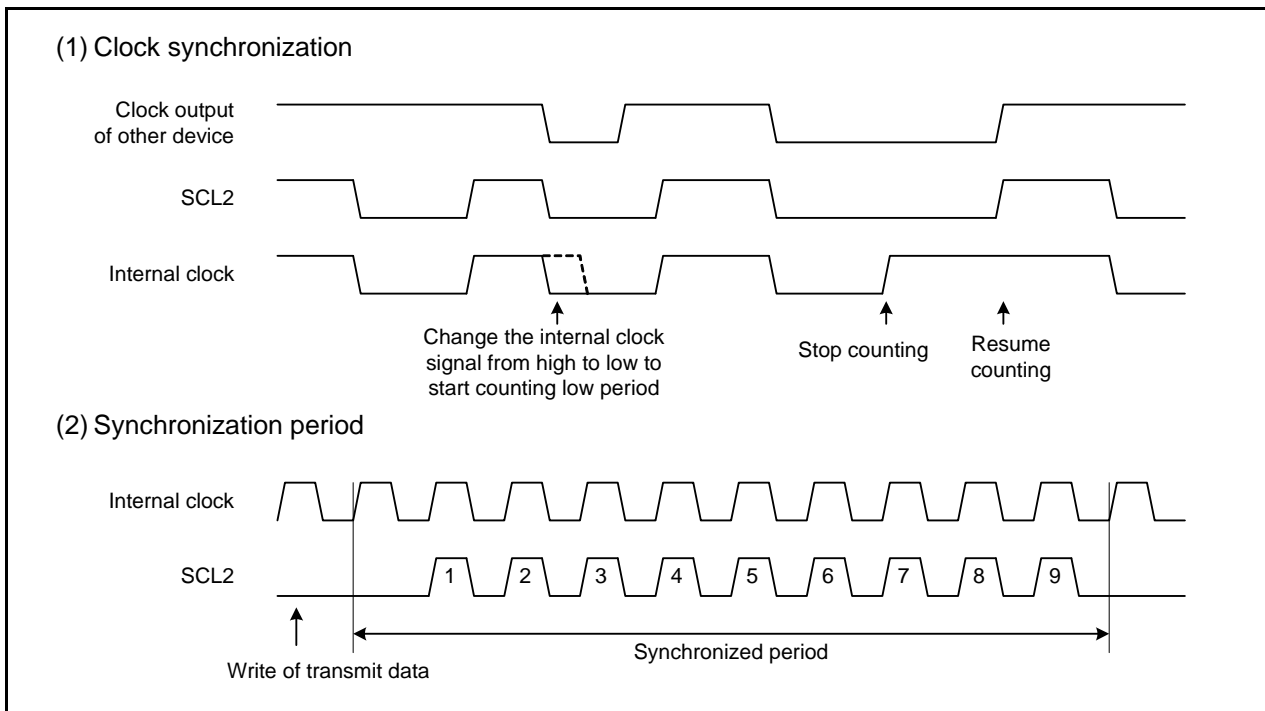 (1) Clock synchronization
Clock output
of other device
SCL2
Internal clock
Change the internal clock
signal from high to low to
start counting low period
Stop counting
Resume
counting
(2) Synchronization period
Internal clock
SCL2
1 2 3 4 5 6 7 8 9
Synchronized period
Write of transmit data